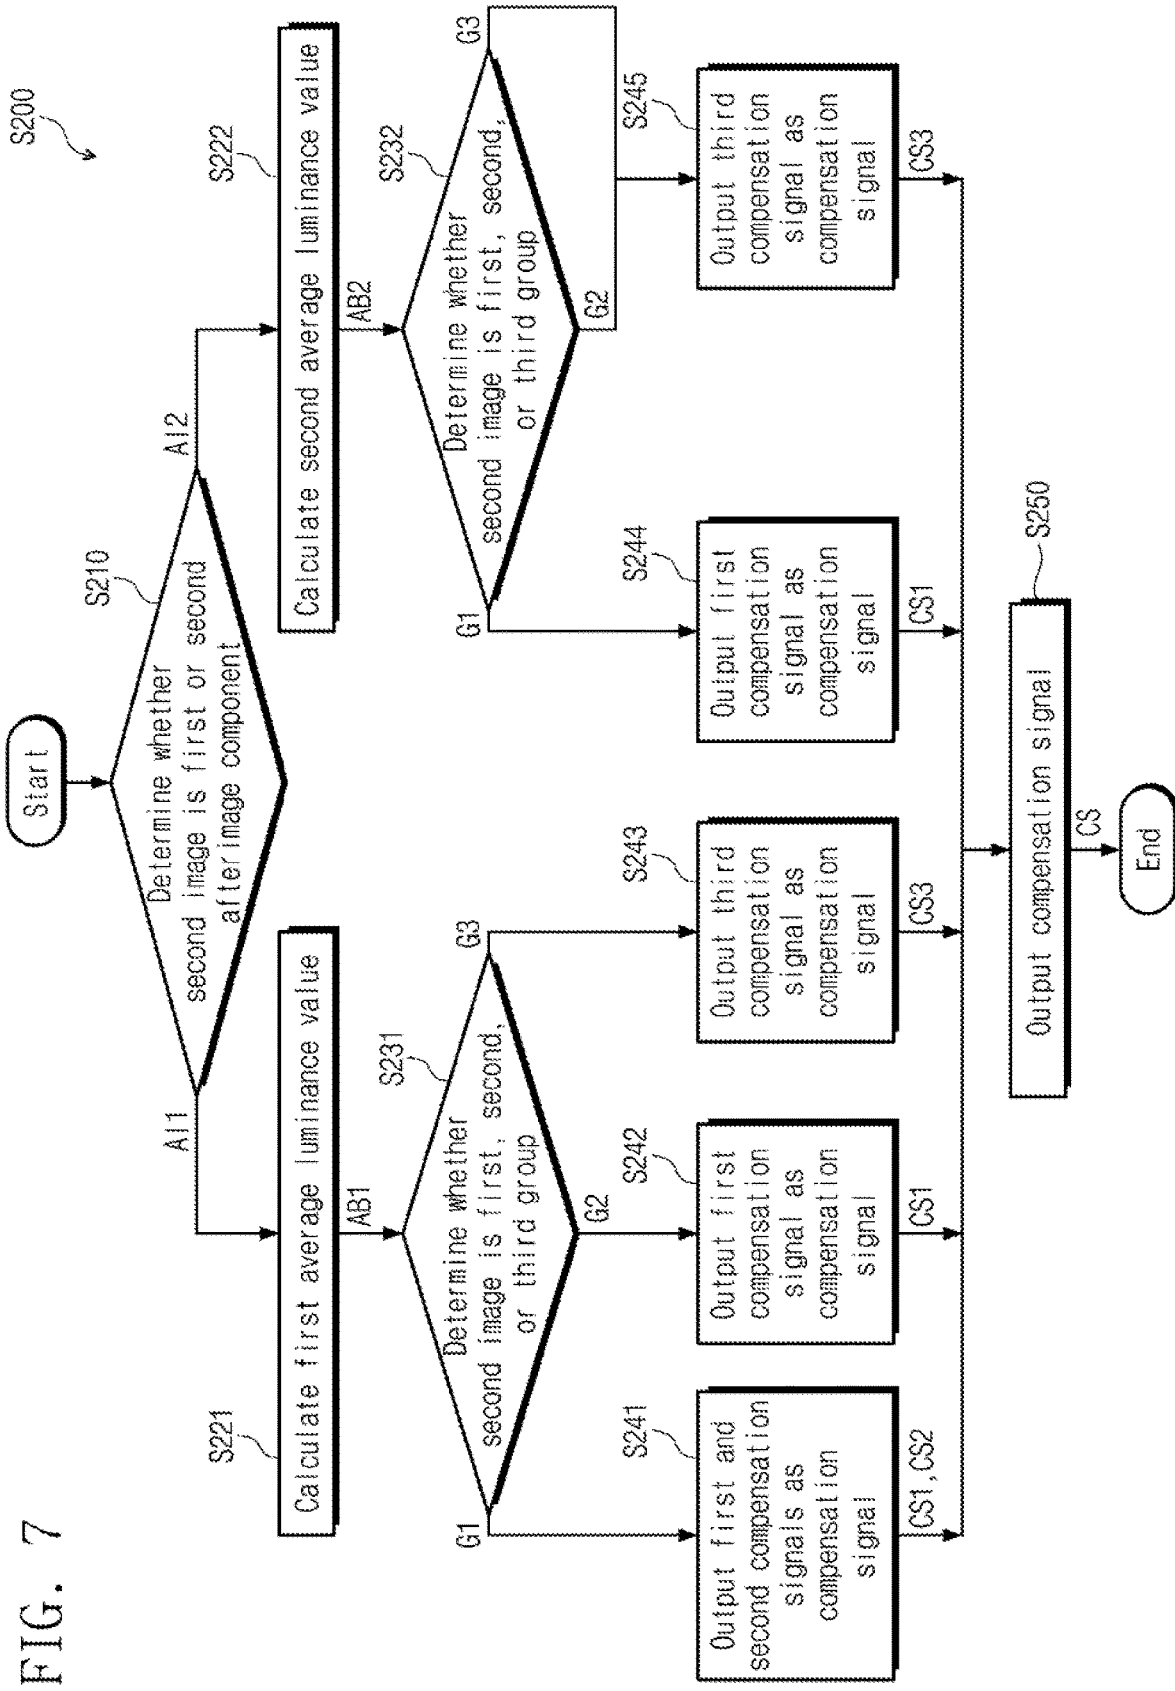 FIG. 7
S200
Start
Determine whether
second image is first or second
afterimage component
S210
AI1
AI2
S221
Calculate first average luminance value
S222
Calculate second average luminance value
AB1
AB2
S231
Determine whether
second image is first, second,
or third group
G1
G2
G3
S232
Determine whether
second image is first, second,
or third group
G1
G2
G3
S241
Output first and
second compensation
signals as
compensation
signal
S242
Output first
compensation
signal as
compensation
signal
S243
Output third
compensation
signal as
compensation
signal
S244
Output first
compensation
signal as
compensation
signal
S245
Output third
compensation
signal as
compensation
signal
CS1,CS2
CS1
CS3
CS1
CS3
S250
Output compensation signal
CS
End